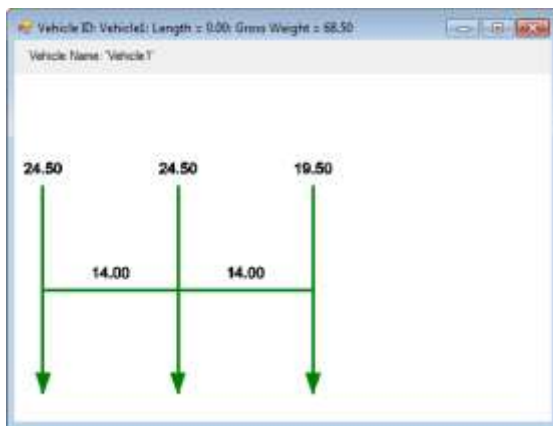 Vehicle ID: Vehicle1: Length = 0.00: Gross Weight = 68.50
Vehicle Name: 'Vehicle1'
24.50 24.50 19.50
14.00 14.00